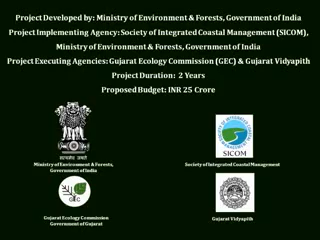 Project Developed by: Ministry of Environment & Forests, Government of India
Project Implementing Agency: Society of Integrated Coastal Management (SICOM),
Ministry of Environment & Forests, Government of India
Project Executing Agencies: Gujarat Ecology Commission (GEC) & Gujarat Vidyapith
Project Duration: 2 Years
Proposed Budget: INR 25 Crore
Ministry of Environment & Forests,
Government of India
SICOM
Society of Integrated Coastal Management
GEC
Gujarat Ecology Commission
Government of Gujarat
Gujarat Vidyapith